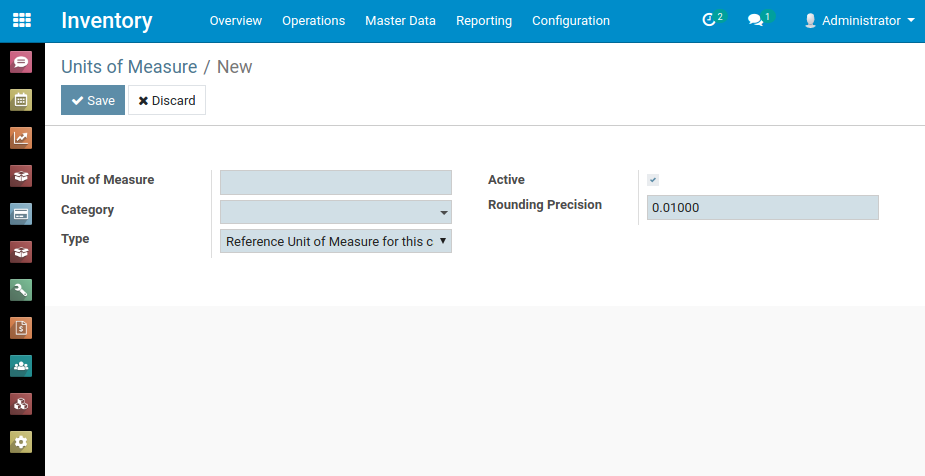 Inventory Overview Operations Master Data Reporting Configuration 2 1 Administrator
Units of Measure / New
Save Discard
Unit of Measure Active
Category Rounding Precision 0.01000
Type Reference Unit of Measure for this c